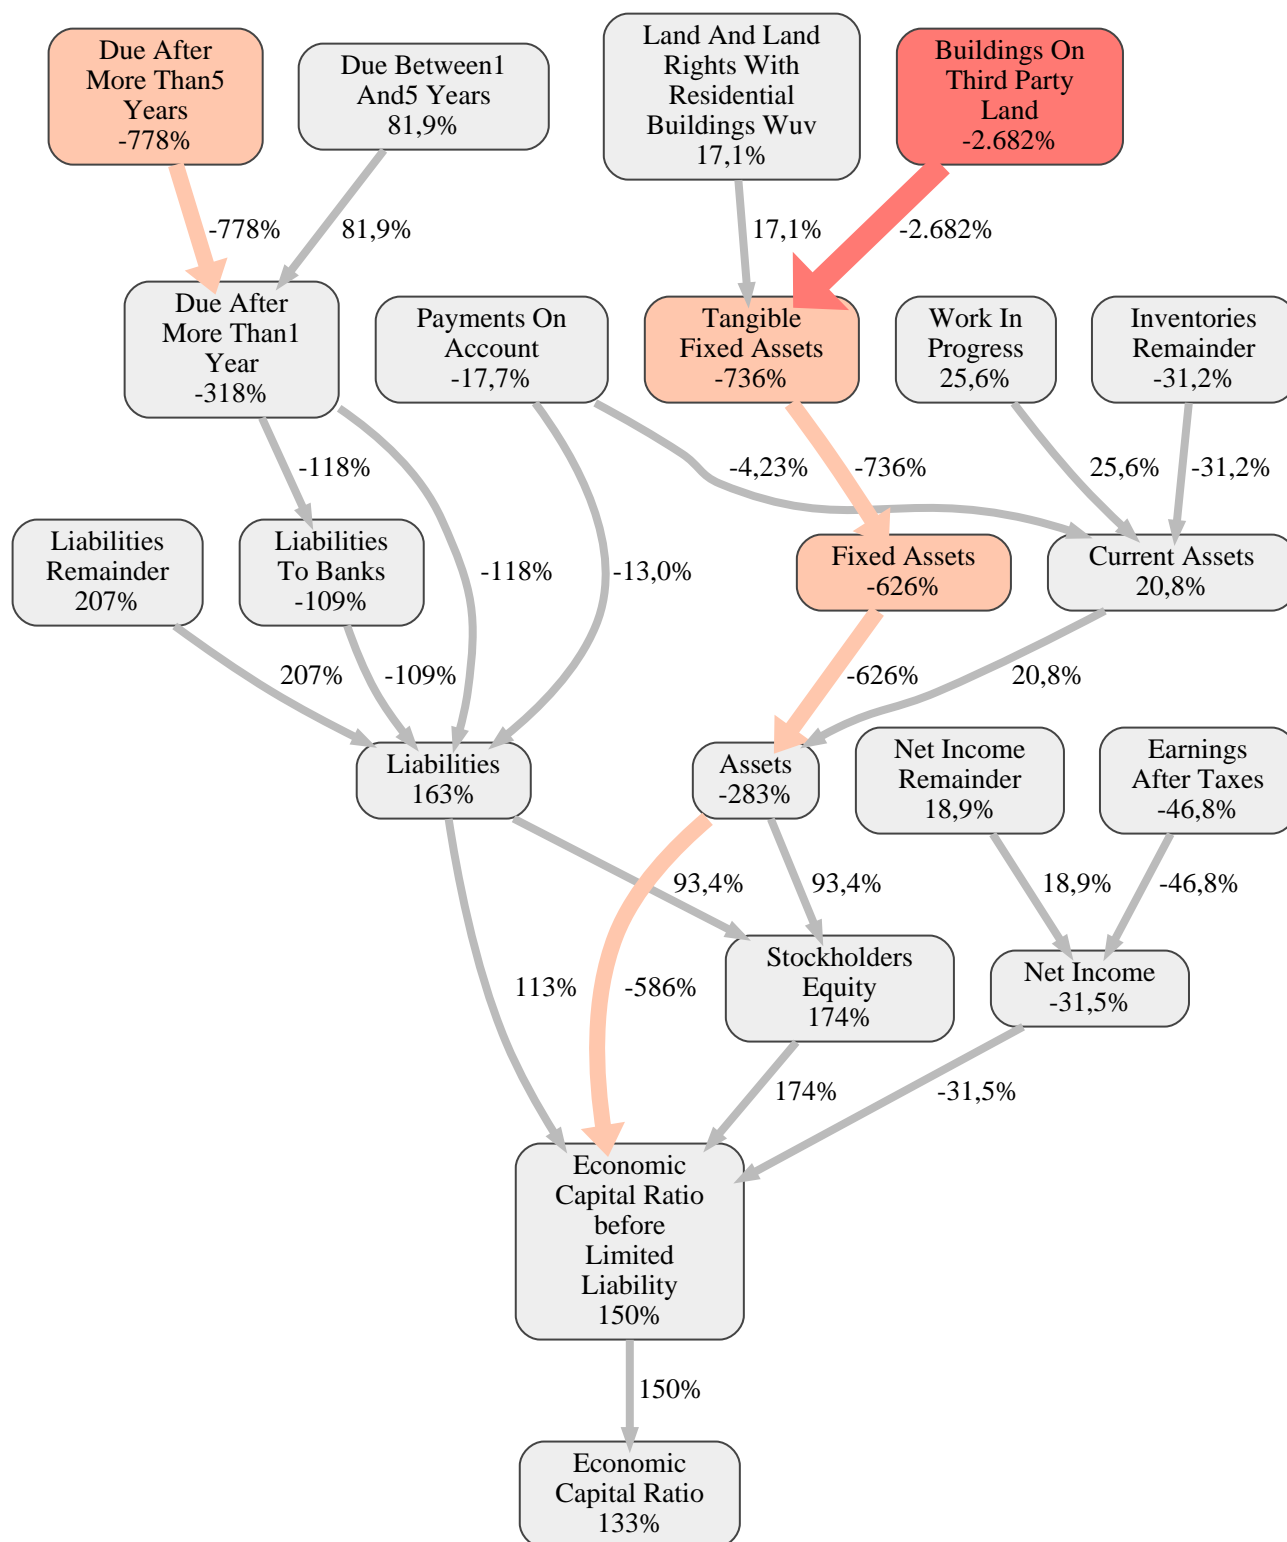 Due After
More Than5
Years
-778%
Due Between1
And5 Years
81,9%
Land And Land
Rights With
Residential
Buildings Wuv
17,1%
Buildings On
Third Party
Land
-2.682%
-778%
81,9%
17,1%
-2.682%
Due After
More Than1
Year
-318%
Payments On
Account
-17,7%
Tangible
Fixed Assets
-736%
Work In
Progress
25,6%
Inventories
Remainder
-31,2%
-118%
-4,23%
-736%
25,6%
-31,2%
Liabilities
Remainder
207%
Liabilities
To Banks
-109%
-118%
-13,0%
Fixed Assets
-626%
Current Assets
20,8%
207%
-109%
-626%
20,8%
Liabilities
163%
Assets
-283%
Net Income
Remainder
18,9%
Earnings
After Taxes
-46,8%
93,4%
93,4%
18,9%
-46,8%
113%
-586%
Stockholders
Equity
174%
Net Income
-31,5%
174%
-31,5%
Economic
Capital Ratio
before
Limited
Liability
150%
150%
Economic
Capital Ratio
133%